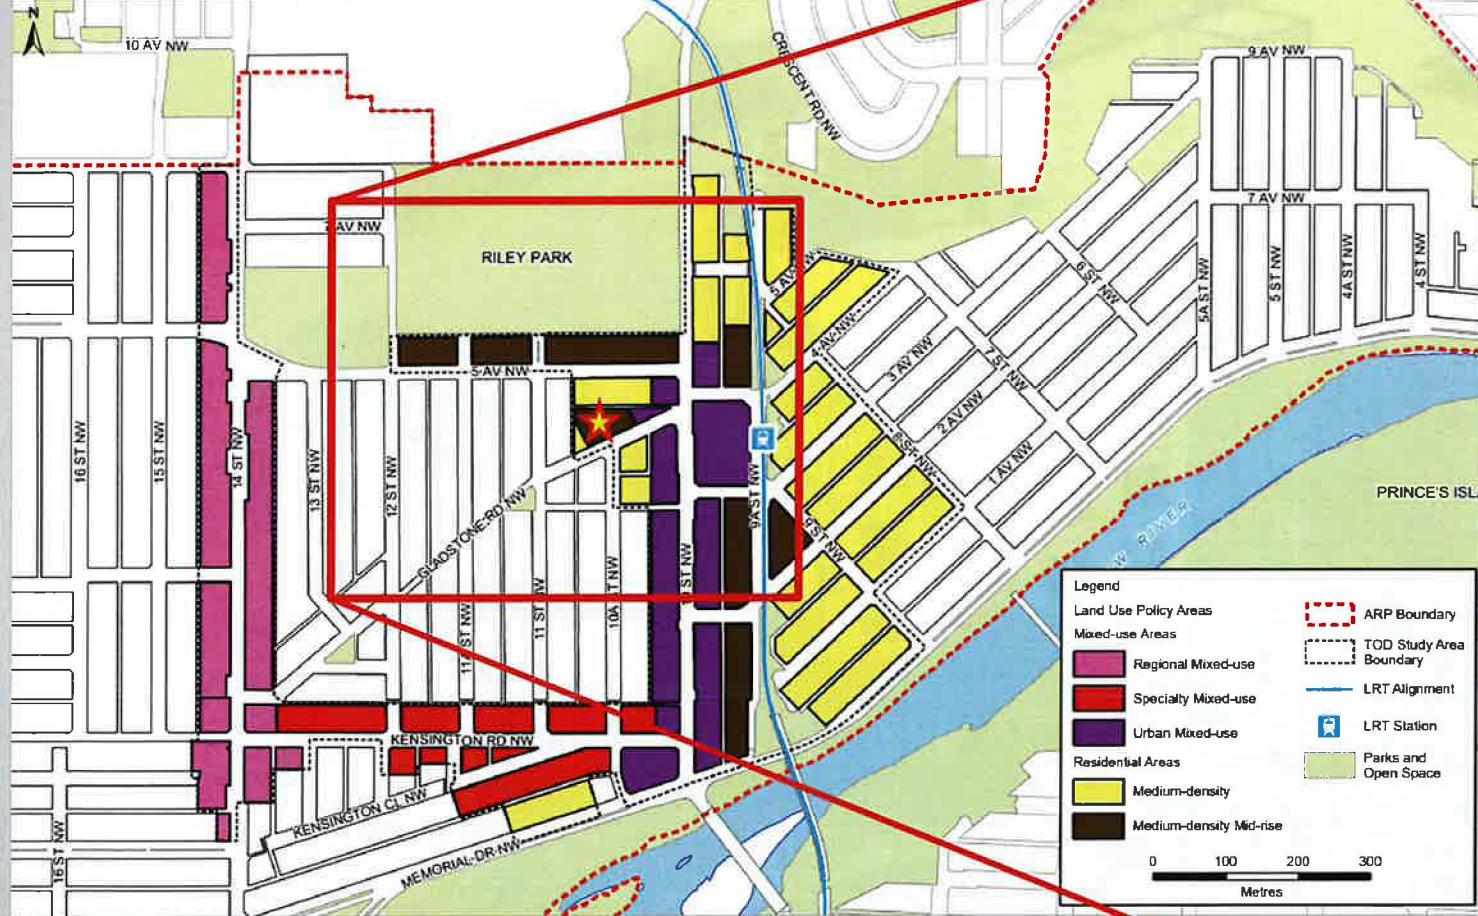 N
10 AV NW
CRESCENT RD NW
9 AV NW
7 AV NW
AV NW
RILEY PARK
5 AV NW
6 ST NW
5A ST NW
5 ST NW
4A ST NW
4 ST NW
4 AV NW
3 AV NW
7 ST NW
2 AV NW
8 ST NW
1 AV NW
5 AV NW
16 ST NW
15 ST NW
14 ST NW
13 ST NW
12 ST NW
GLADSTONE RD NW
9A ST NW
9 ST NW
PRINCE'S ISL
W RIVER
11A ST NW
11 ST NW
10A ST NW
ST NW
KENSINGTON RD NW
KENSINGTON CL NW
MEMORIAL DR NW
16 ST NW
Legend
Land Use Policy Areas
Mixed-use Areas
Regional Mixed-use
Specialty Mixed-use
Urban Mixed-use
Residential Areas
Medium-density
Medium-density Mid-rise
ARP Boundary
TOD Study Area
Boundary
LRT Alignment
LRT Station
Parks and
Open Space
0 100 200 300
Metres